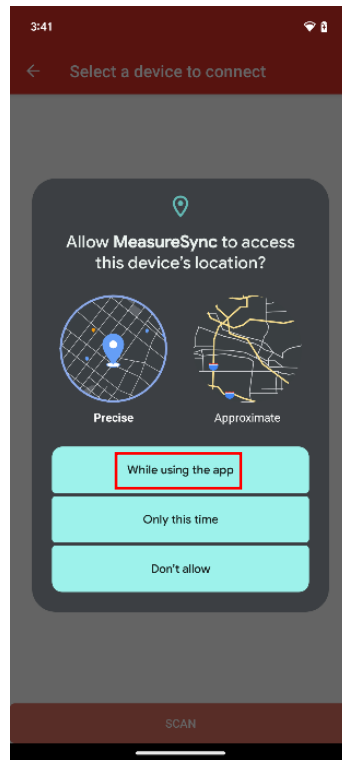 3:41
Select a device to connect
Allow MeasureSync to access
this device's location?
Precise
Approximate
While using the app
Only this time
Don't allow
SCAN